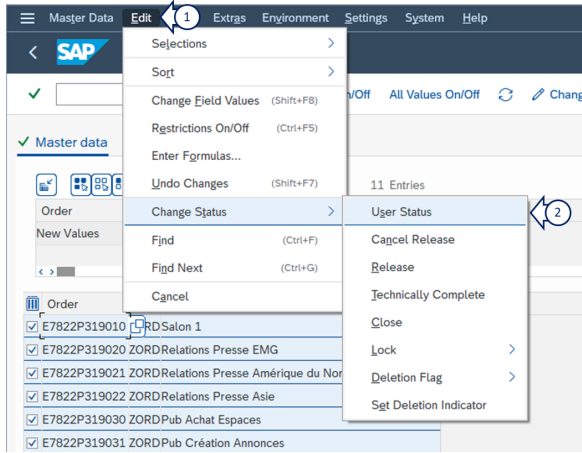 Master Data Edit 1 Extras Environment Settings System Help
SAP
Selections
Sort
n/Off All Values On/Off Chang
Change Field Values (Shift+F8)
Restrictions On/Off (Ctrl+F5)
Master data
Enter Formulas...
Undo Changes (Shift+F7)
11 Entries
Order
Change Status
User Status
2
New Values
Find (Ctrl+F)
Cancel Release
Find Next (Ctrl+G)
Release
Cancel
Technically Complete
Close
Lock
Deletion Flag
Set Deletion Indicator
Order
E7822P319010 RD Salon 1
E7822P319020 ZORD Relations Presse EMG
E7822P319021 ZORD Relations Presse Amérique du Nor
E7822P319022 ZORD Relations Presse Asie
E7822P319030 ZORD Pub Achat Espaces
E7822P319031 ZORD Pub Création Annonces